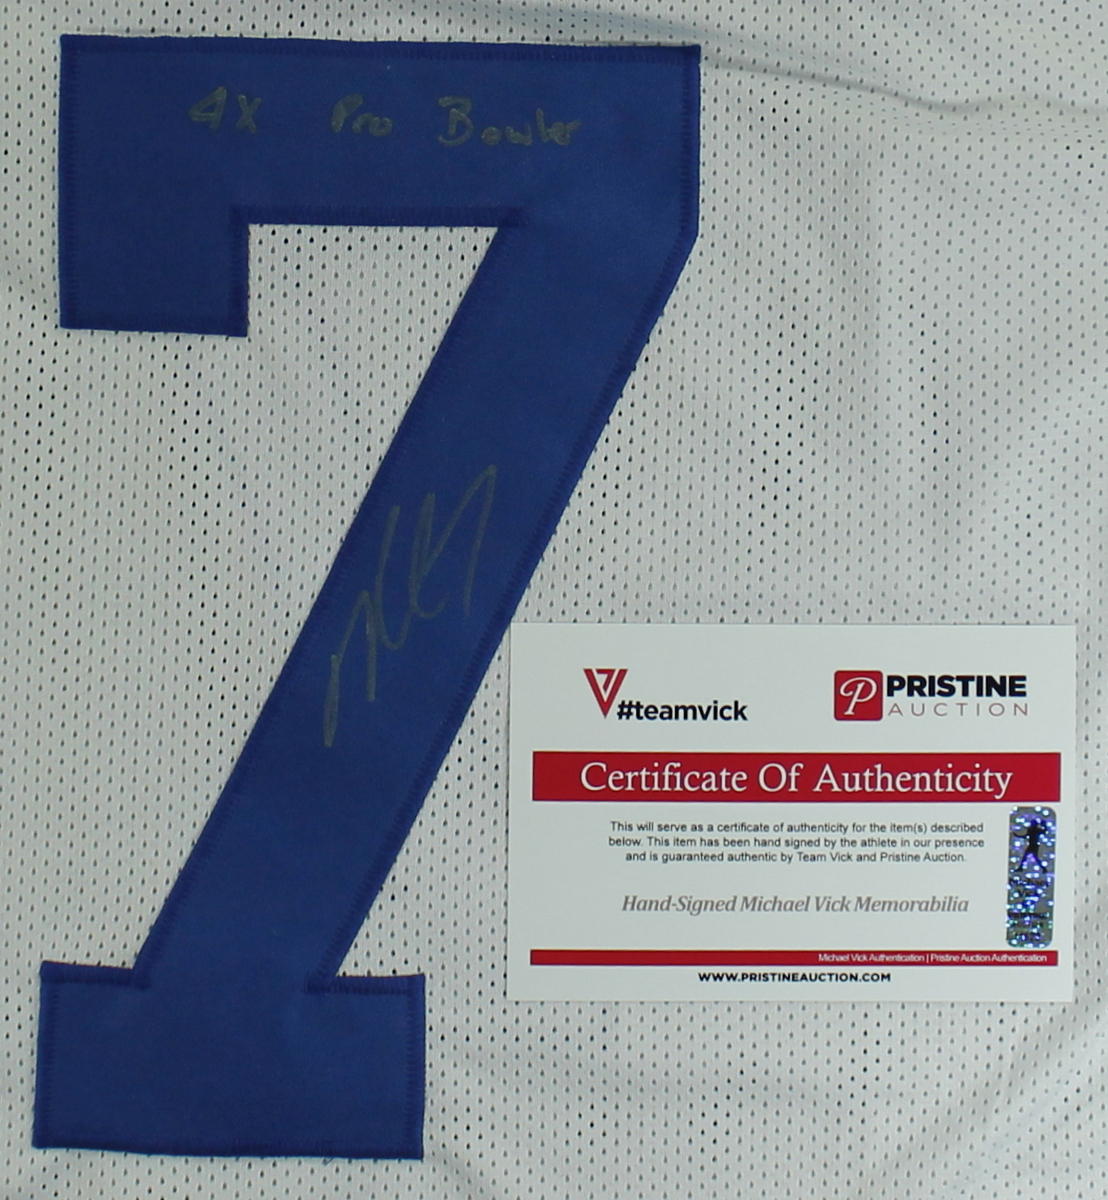 4X Pro Bowler
7
#teamvick
PRISTINE
AUCTION
Certificate Of Authenticity
This will serve as a certificate of authenticity for the item(s) described
below. This item has been hand signed by the athlete in our presence
and is guaranteed authentic by Team Vick and Pristine Auction.
Hand-Signed Michael Vick Memorabilia
Michael Vick Authentication | Pristine Auction Authentication
WWW.PRISTINEAUCTION.COM